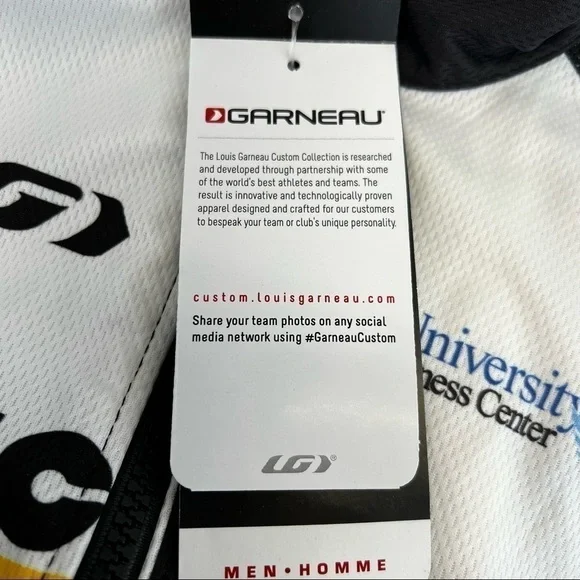 GARNEAU
The Louis Garneau Custom Collection is researched
and developed through partnership with some
of the world's best athletes and teams. The
result is innovative and technologically proven
apparel designed and crafted for our customers
to bespeak your team or club's unique personality.
custom.louisgarneau.com
Share your team photos on any social
media network using #GarneauCustom
LG®
MEN • HOMME
University
Center